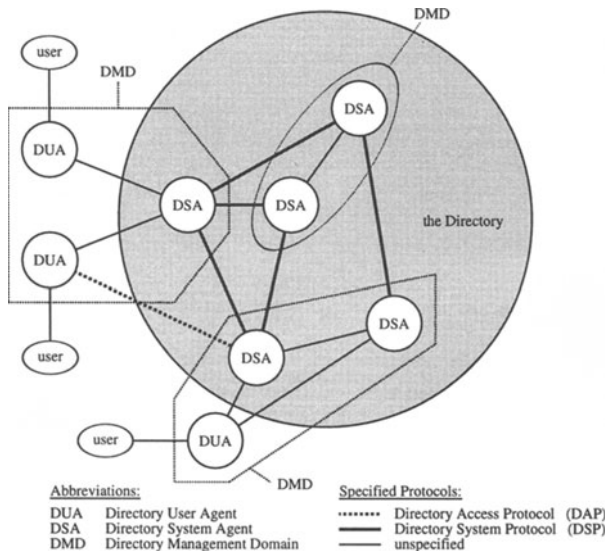 DMD
user
DMD
DSA
DUA
DSA
DSA
the Directory
DUA
DSA
DSA
user
user
DUA
DMD
Abbreviations:
DUA Directory User Agent
DSA Directory System Agent
DMD Directory Management Domain
Specified Protocols:
Directory Access Protocol (DAP)
Directory System Protocol (DSP)
unspecified